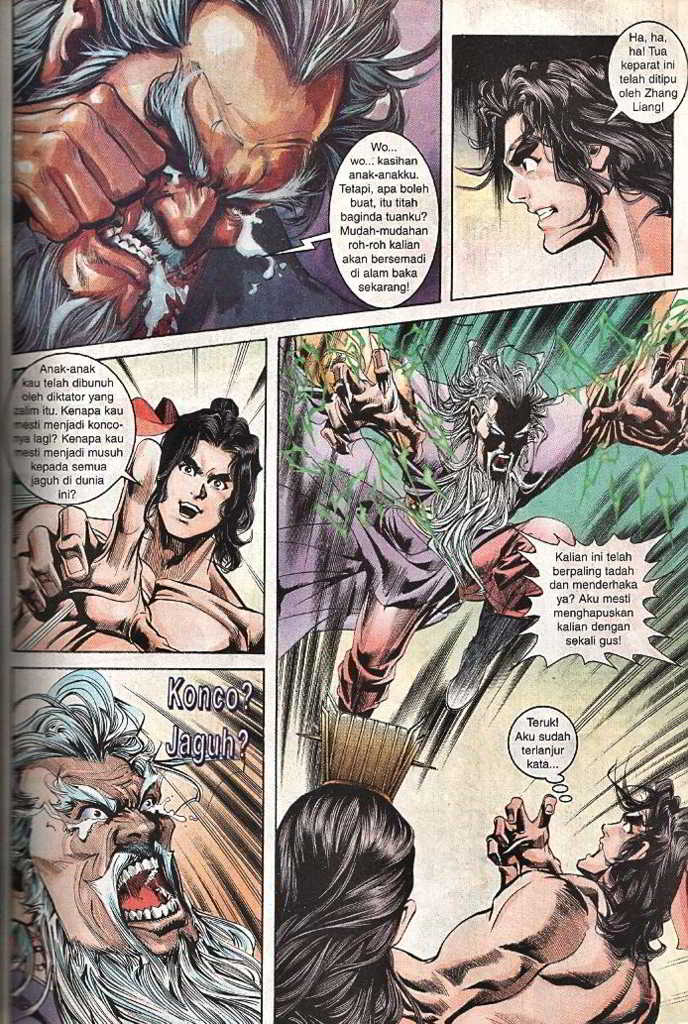 Wo...
wo... kasihan
anak-anakku.
Tetapi, apa boleh
buat, itu titah
baginda tuanku?
Mudah-mudahan
roh-roh kalian
akan bersemadi
di alam baka
sekarang!
Ha, ha,
ha! Tua
keparat ini
telah ditipu
oleh Zhang
Liang!
Anak-anak
kau telah dibunuh
oleh diktator yang
zalim itu. Kenapa kau
mesti menjadi konco-
nya lagi? Kenapa kau
mesti menjadi musuh
kepada semua
jaguh di dunia
ini?
Kalian ini telah
berpaling tadah
dan menderhaka
ya? Aku mesti
menghapuskan
kalian dengan
sekali gus!
Konco?
Jaguh?
Teruk!
Aku sudah
terlanjur
kata...